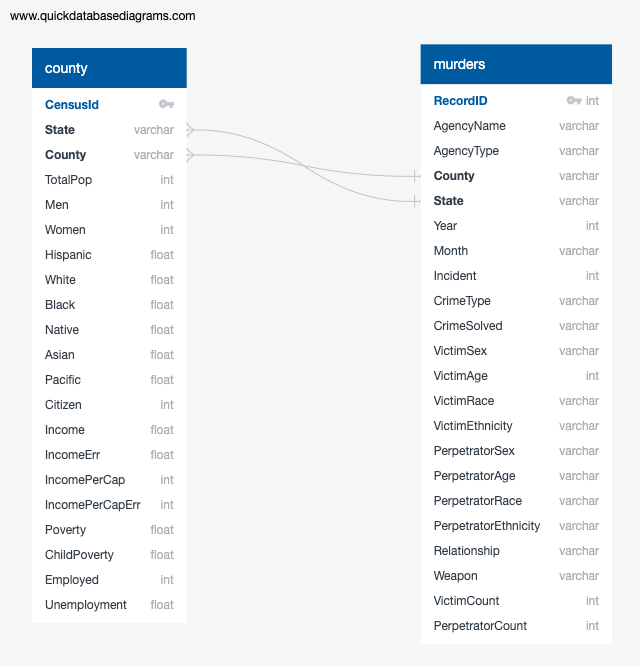 www.quickdatabasediagrams.com
county
CensusId
State varchar
County varchar
TotalPop int
Men int
Women int
Hispanic float
White float
Black float
Native float
Asian float
Pacific float
Citizen int
Income float
IncomeErr float
IncomePerCap int
IncomePerCapErr int
Poverty float
ChildPoverty float
Employed int
Unemployment float
murders
RecordID int
AgencyName varchar
AgencyType varchar
County varchar
State varchar
Year int
Month varchar
Incident int
CrimeType varchar
CrimeSolved varchar
VictimSex varchar
VictimAge int
VictimRace varchar
VictimEthnicity varchar
PerpetratorSex varchar
PerpetratorAge varchar
PerpetratorRace varchar
PerpetratorEthnicity varchar
Relationship varchar
Weapon varchar
VictimCount int
PerpetratorCount int